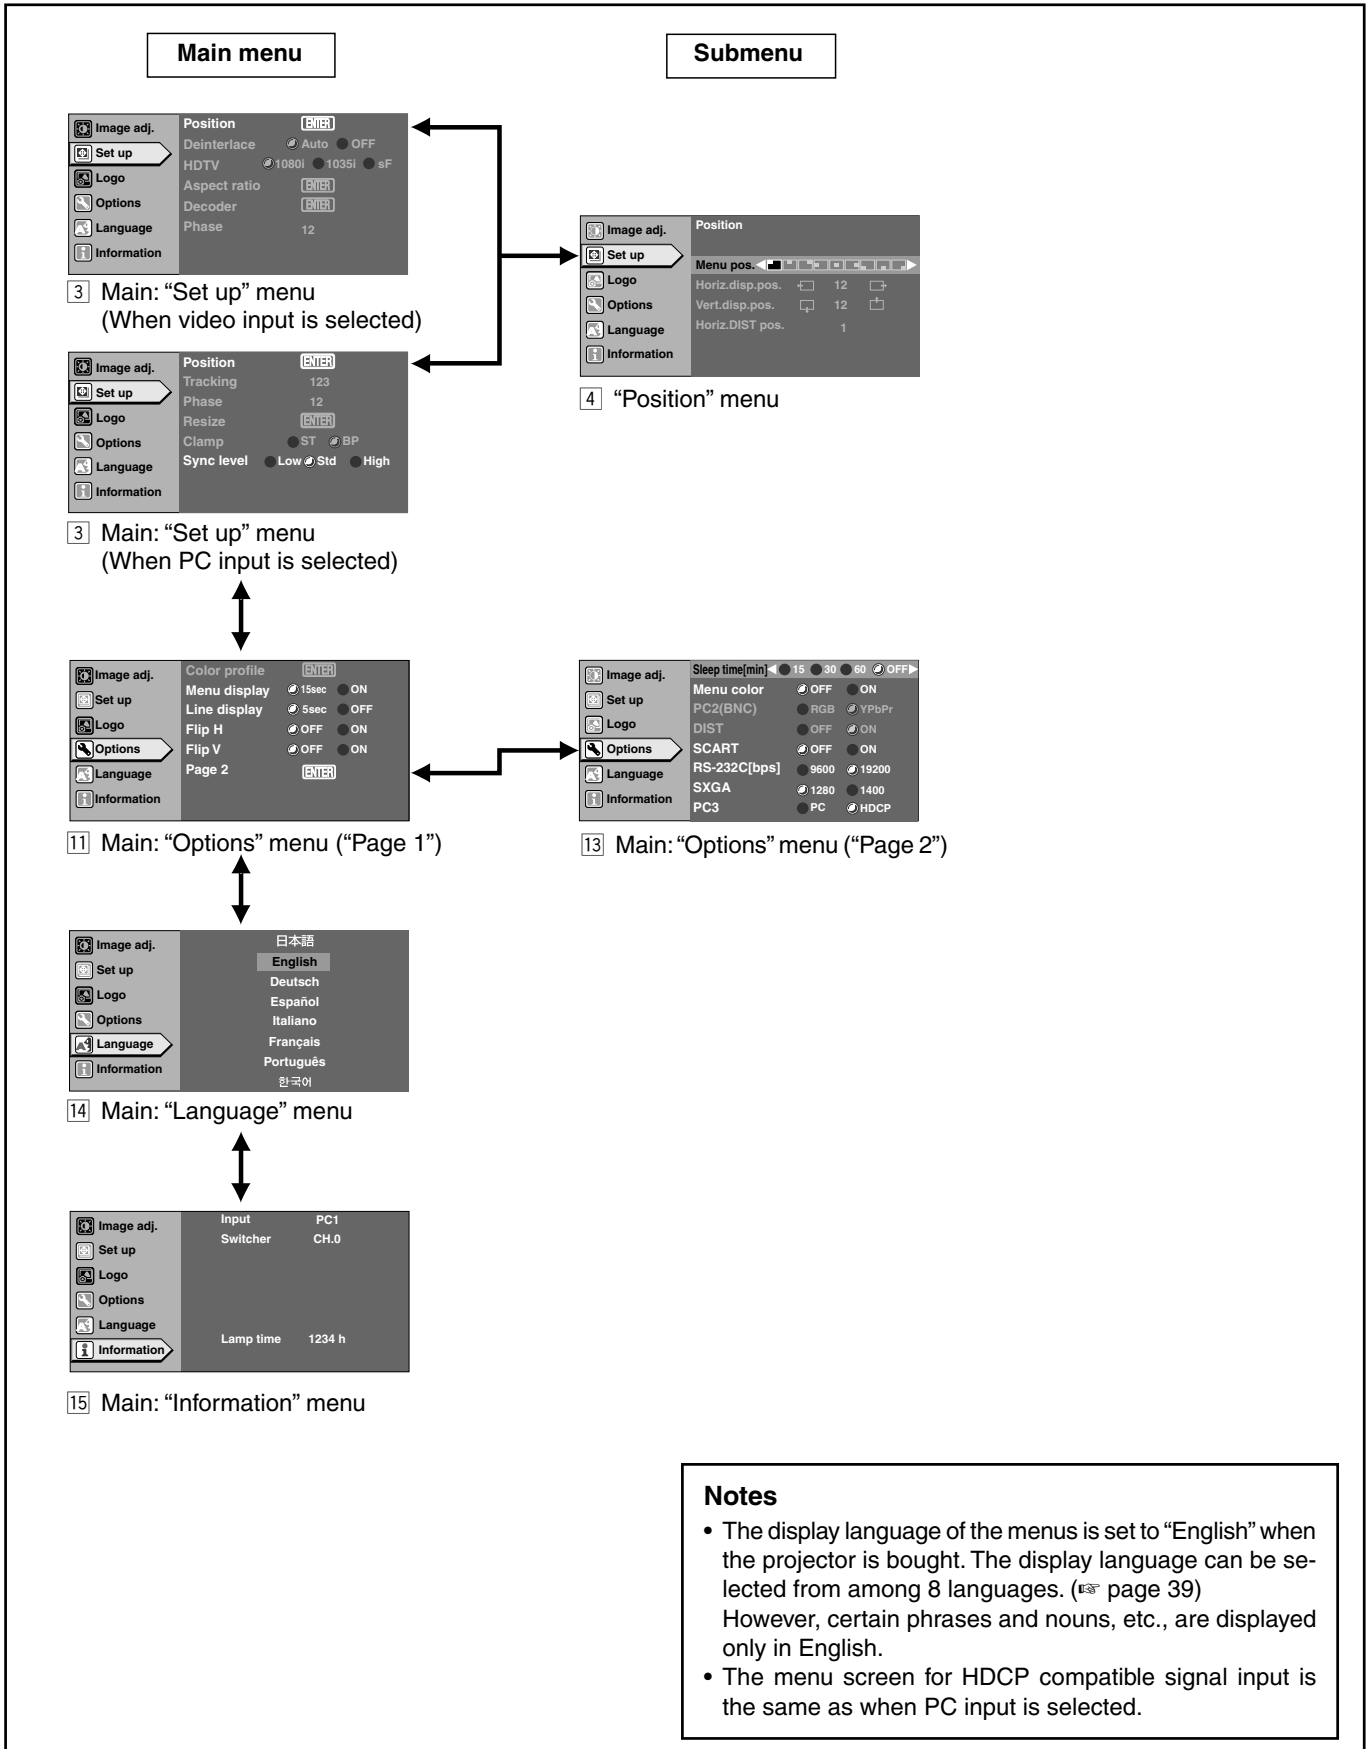 Main menu
Submenu
Image adj.
Set up
Logo
Options
Language
Information
Position ENTER
Deinterlace Auto OFF
HDTV 1080i 1035i sF
Aspect ratio ENTER
Decoder ENTER
Phase 12
3 Main: “Set up” menu
(When video input is selected)
Image adj.
Set up
Logo
Options
Language
Information
Position
Menu pos.
Horiz.disp.pos. 12
Vert.disp.pos. 12
Horiz.DIST pos. 1
4 “Position” menu
Image adj.
Set up
Logo
Options
Language
Information
Position ENTER
Tracking 123
Phase 12
Resize ENTER
Clamp ST BP
Sync level Low Std High
3 Main: “Set up” menu
(When PC input is selected)
Image adj.
Set up
Logo
Options
Language
Information
Color profile ENTER
Menu display 15sec ON
Line display 5sec OFF
Flip H OFF ON
Flip V OFF ON
Page 2 ENTER
11 Main: “Options” menu (“Page 1”)
Image adj.
Set up
Logo
Options
Language
Information
Sleep time[min] 15 30 60 OFF
Menu color OFF ON
PC2(BNC) RGB YPbPr
DIST OFF ON
SCART OFF ON
RS-232C[bps] 9600 19200
SXGA 1280 1400
PC3 PC HDCP
13 Main: “Options” menu (“Page 2”)
Image adj.
Set up
Logo
Options
Language
Information
日本語
English
Deutsch
Español
Italiano
Français
Português
한국어
14 Main: “Language” menu
Image adj.
Set up
Logo
Options
Language
Information
Input PC1
Switcher CH.0
Lamp time 1234 h
15 Main: “Information” menu
Notes
• The display language of the menus is set to “English” when
the projector is bought. The display language can be se-
lected from among 8 languages. (☞ page 39)
However, certain phrases and nouns, etc., are displayed
only in English.
• The menu screen for HDCP compatible signal input is
the same as when PC input is selected.